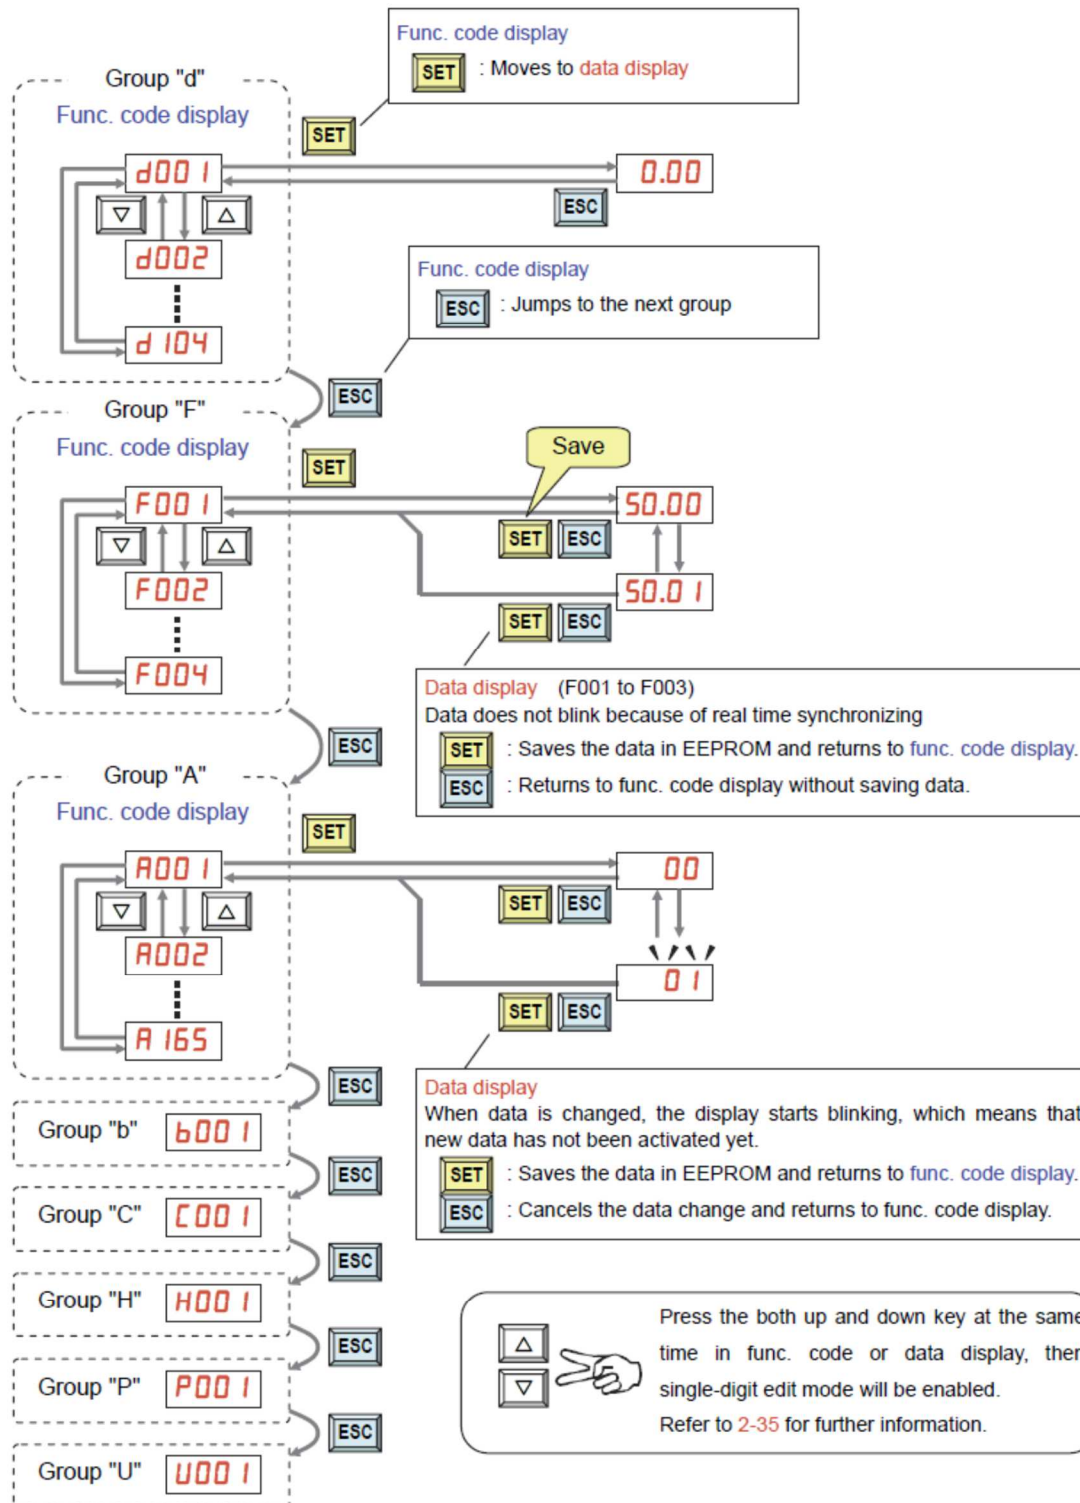 Func. code display
SET : Moves to data display
Group "d"
Func. code display
SET
d001
0.00
ESC
d002
Func. code display
ESC : Jumps to the next group
d104
ESC
Group "F"
Func. code display
SET
Save
F001
50.00
SET ESC
F002
50.01
SET ESC
F004
Data display (F001 to F003)
Data does not blink because of real time synchronizing
SET : Saves the data in EEPROM and returns to func. code display.
ESC : Returns to func. code display without saving data.
ESC
Group "A"
Func. code display
SET
A001
00
SET ESC
A002
01
SET ESC
A165
ESC
Data display
When data is changed, the display starts blinking, which means that
new data has not been activated yet.
SET : Saves the data in EEPROM and returns to func. code display.
ESC : Cancels the data change and returns to func. code display.
Group "b" b001
ESC
Group "C" C001
ESC
Group "H" H001
ESC
Group "P" P001
ESC
Group "U" U001
Press the both up and down key at the same
time in func. code or data display, then
single-digit edit mode will be enabled.
Refer to 2-35 for further information.